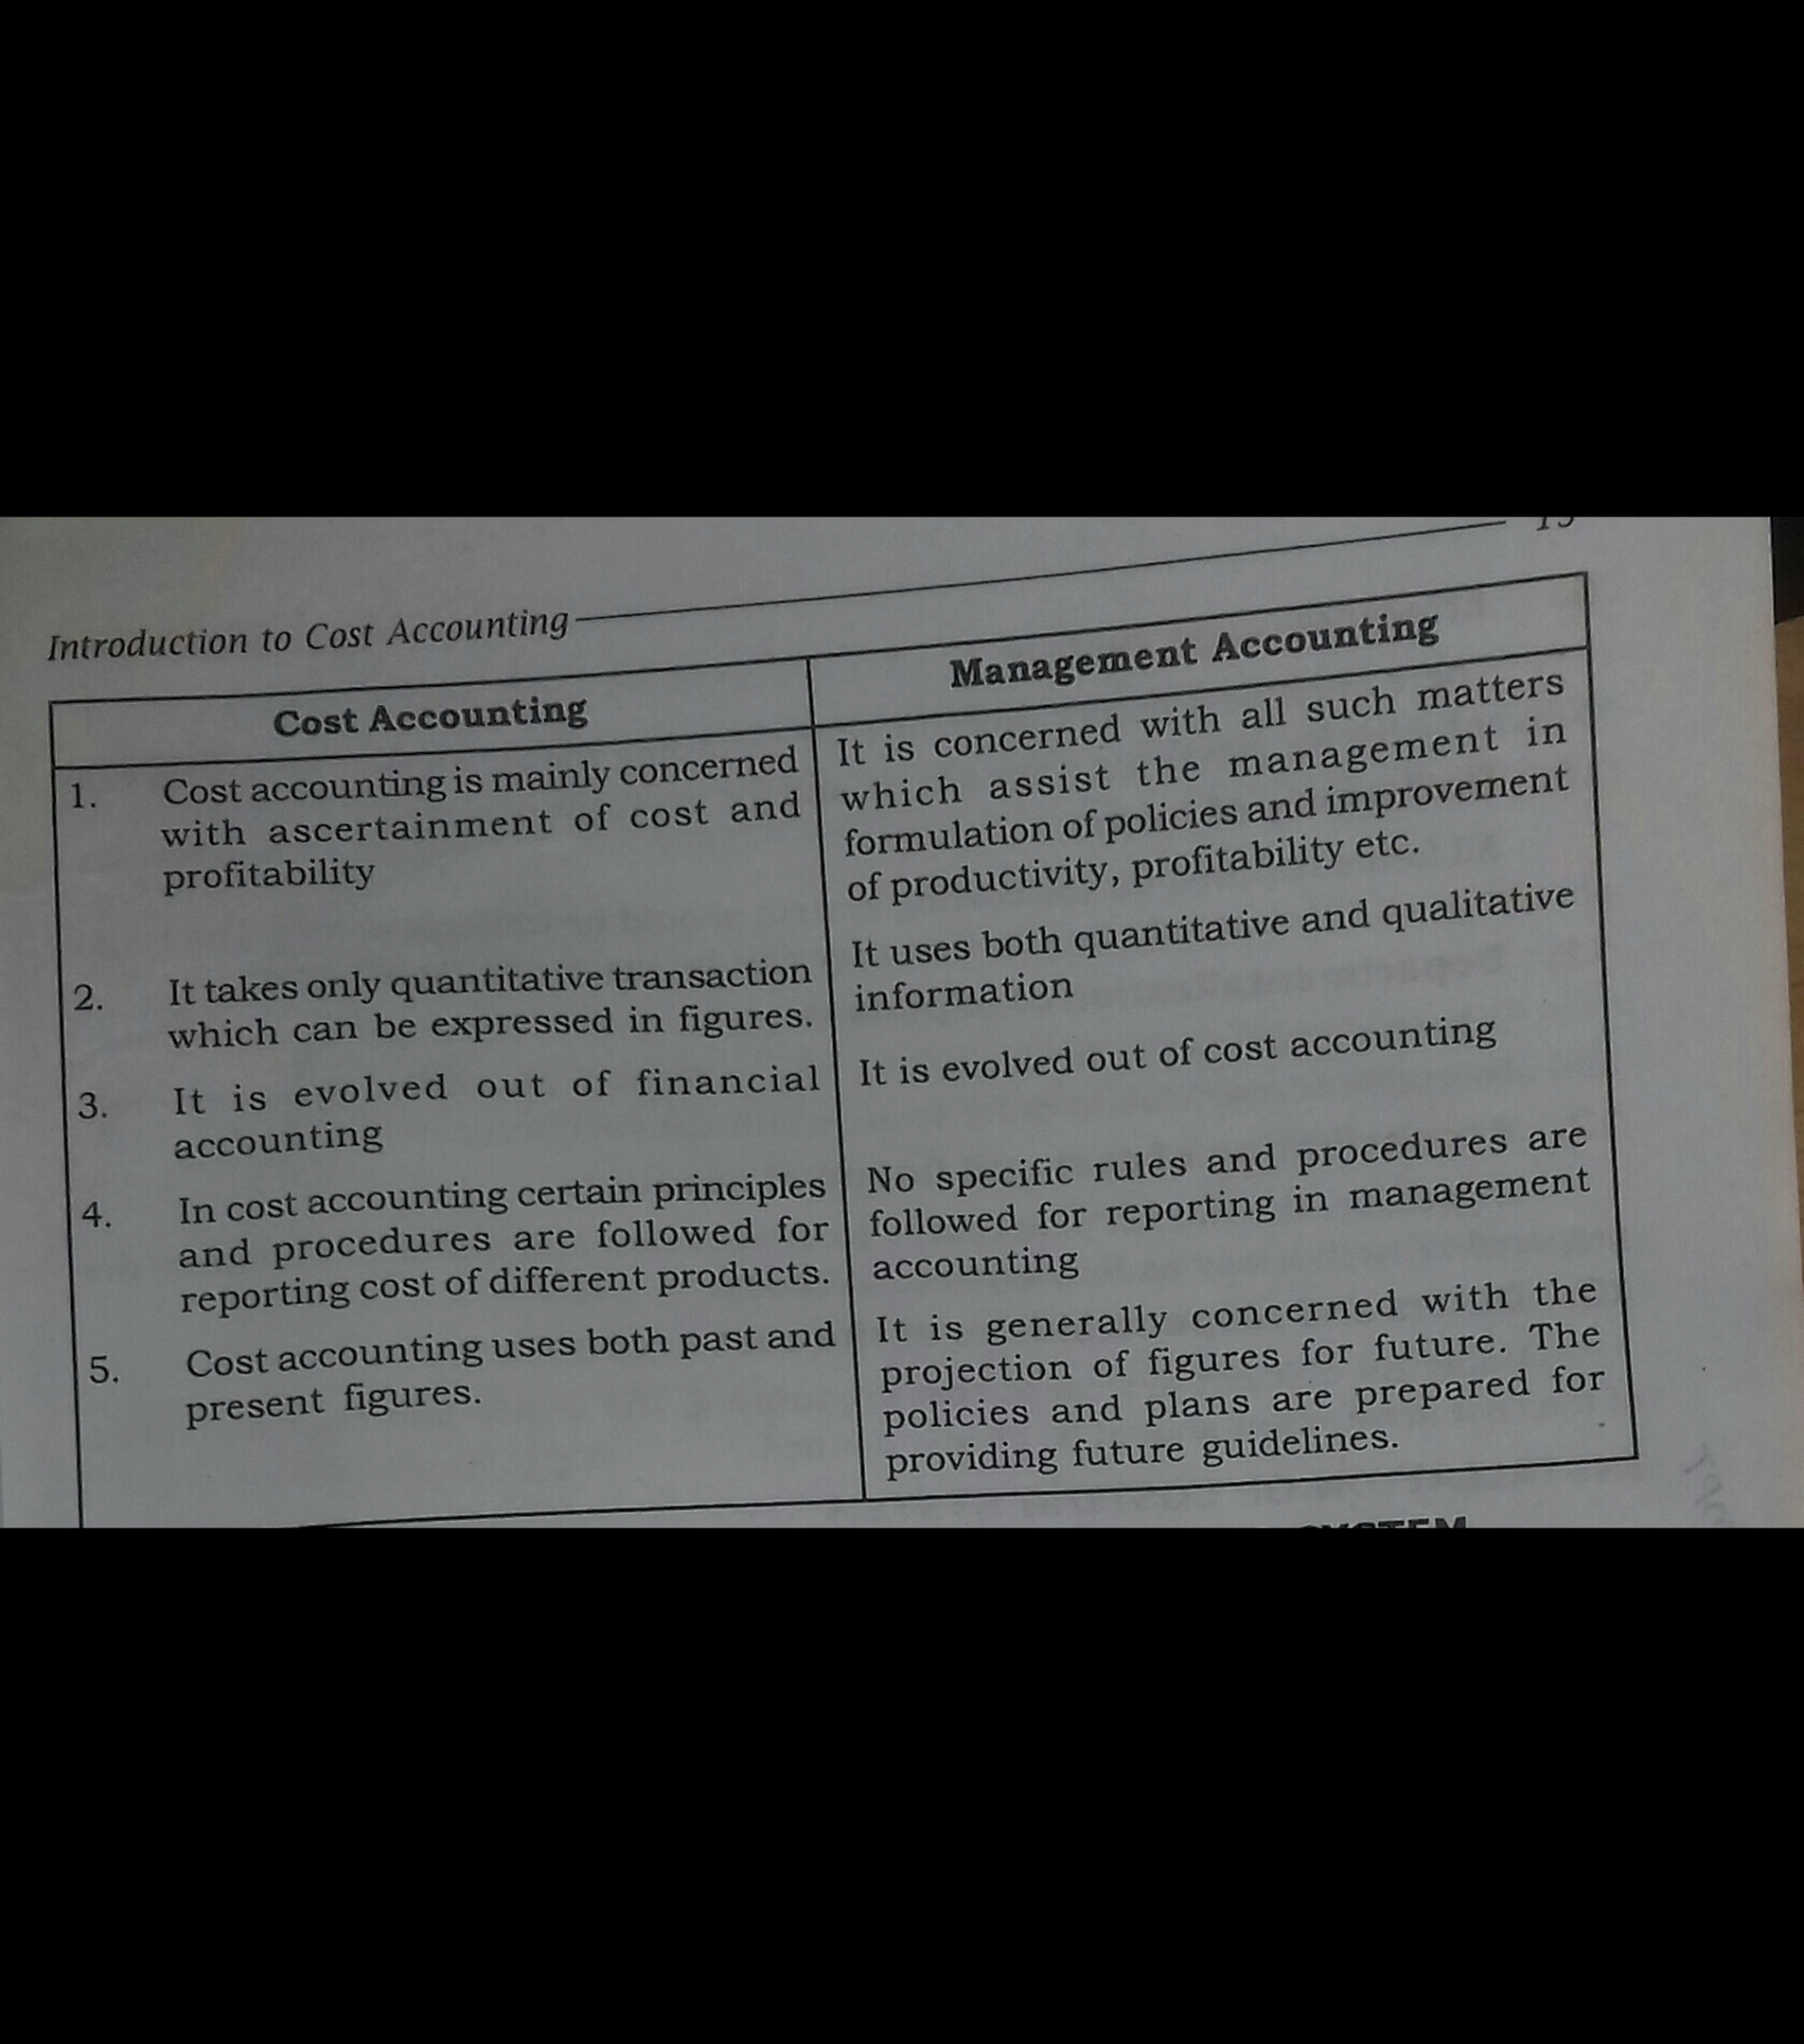 Introduction to Cost Accounting
Cost Accounting
Management Accounting
1. Cost accounting is mainly concerned
with ascertainment of cost and
profitability
It is concerned with all such matters
which assist the management in
formulation of policies and improvement
of productivity, profitability etc.
2. It takes only quantitative transaction
which can be expressed in figures.
It uses both quantitative and qualitative
information
3. It is evolved out of financial
accounting
It is evolved out of cost accounting
4. In cost accounting certain principles
and procedures are followed for
reporting cost of different products.
No specific rules and procedures are
followed for reporting in management
accounting
5. Cost accounting uses both past and
present figures.
It is generally concerned with the
projection of figures for future. The
policies and plans are prepared for
providing future guidelines.